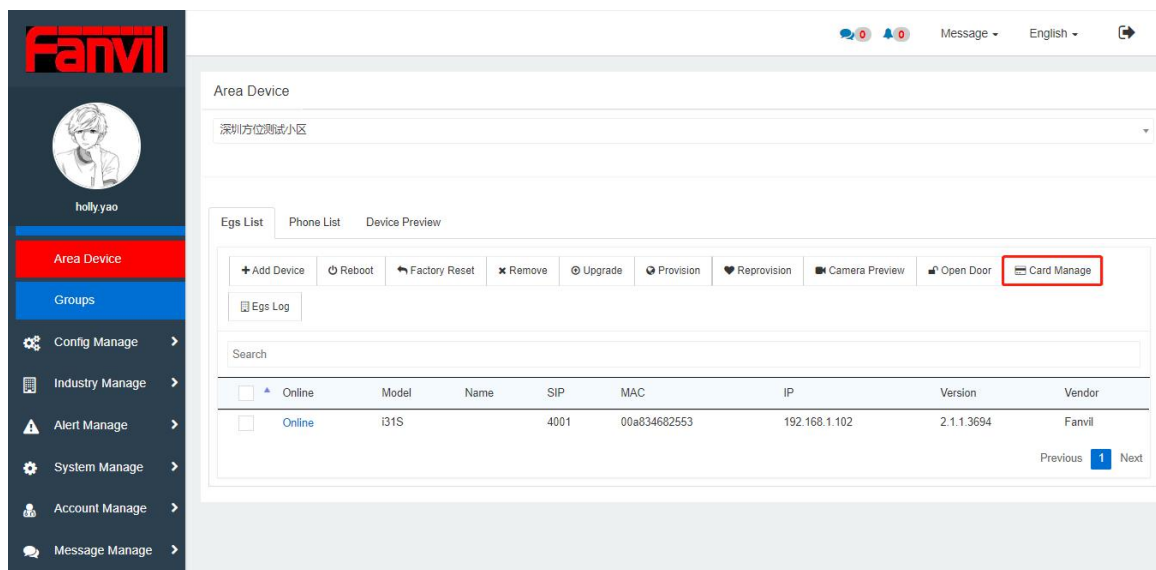 Fanvil
0 0 Message English
holly.yao
Area Device
Groups
Config Manage
Industry Manage
Alert Manage
System Manage
Account Manage
Message Manage
Area Device
深圳方位测试小区
Egs List Phone List Device Preview
Add Device Reboot Factory Reset Remove Upgrade Provision Reprovision Camera Preview Open Door Card Manage
Egs Log
Search
Online Model Name SIP MAC IP Version Vendor
Online i31S 4001 00a834682553 192.168.1.102 2.1.1.3694 Fanvil
Previous 1 Next